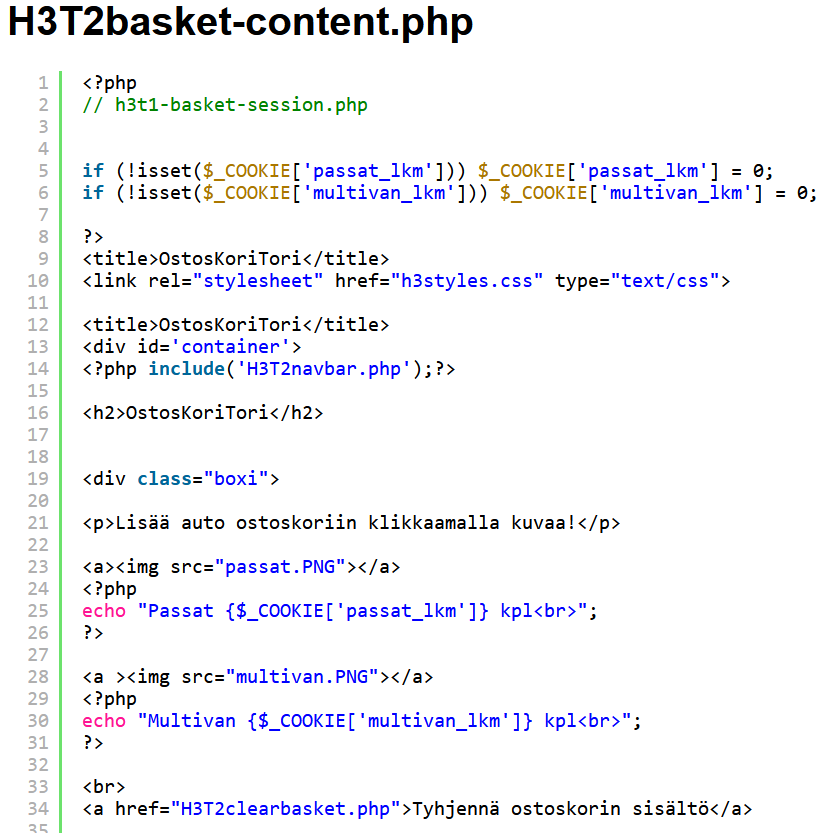 H3T2basket-content.php
1 <?php
2 // h3t1-basket-session.php
3
4
5 if (!isset($_COOKIE['passat_lkm'])) $_COOKIE['passat_lkm'] = 0;
6 if (!isset($_COOKIE['multivan_lkm'])) $_COOKIE['multivan_lkm'] = 0;
7
8 ?>
9 <title>OstosKoriTori</title>
10 <link rel="stylesheet" href="h3styles.css" type="text/css">
11
12 <title>OstosKoriTori</title>
13 <div id='container'>
14 <?php include('H3T2navbar.php');?>
15
16 <h2>OstosKoriTori</h2>
17
18
19 <div class="boxi">
20
21 <p>Lisää auto ostoskoriin klikkaamalla kuvaa!</p>
22
23 <a><img src="passat.PNG"></a>
24 <?php
25 echo "Passat {$_COOKIE['passat_lkm']} kpl<br>";
26 ?>
27
28 <a ><img src="multivan.PNG"></a>
29 <?php
30 echo "Multivan {$_COOKIE['multivan_lkm']} kpl<br>";
31 ?>
32
33 <br>
34 <a href="H3T2clearbasket.php">Tyhjennä ostoskorin sisältö</a>
35